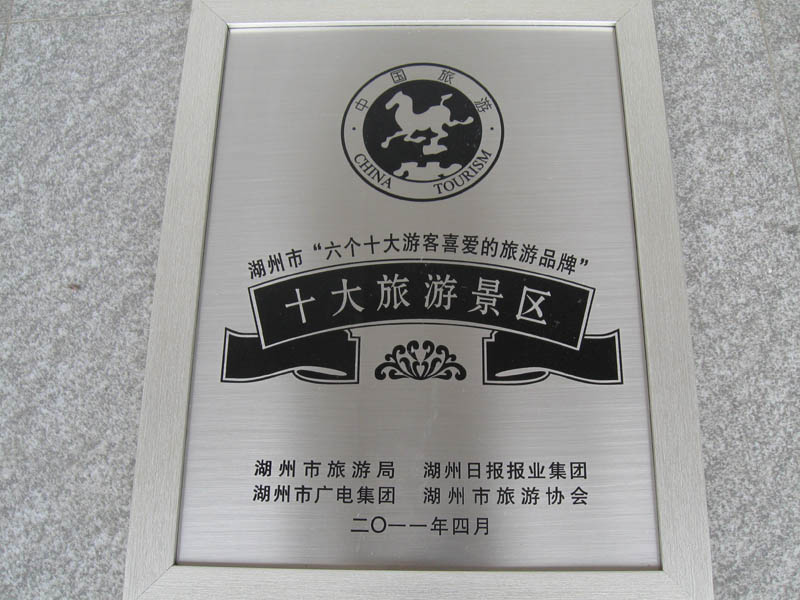 ·中国旅游·
CHINA TOURISM
湖州市“六个十大游客喜爱的旅游品牌”
十大旅游景区
湖州市旅游局 湖州日报报业集团
湖州市广电集团 湖州市旅游协会
二〇一一年四月